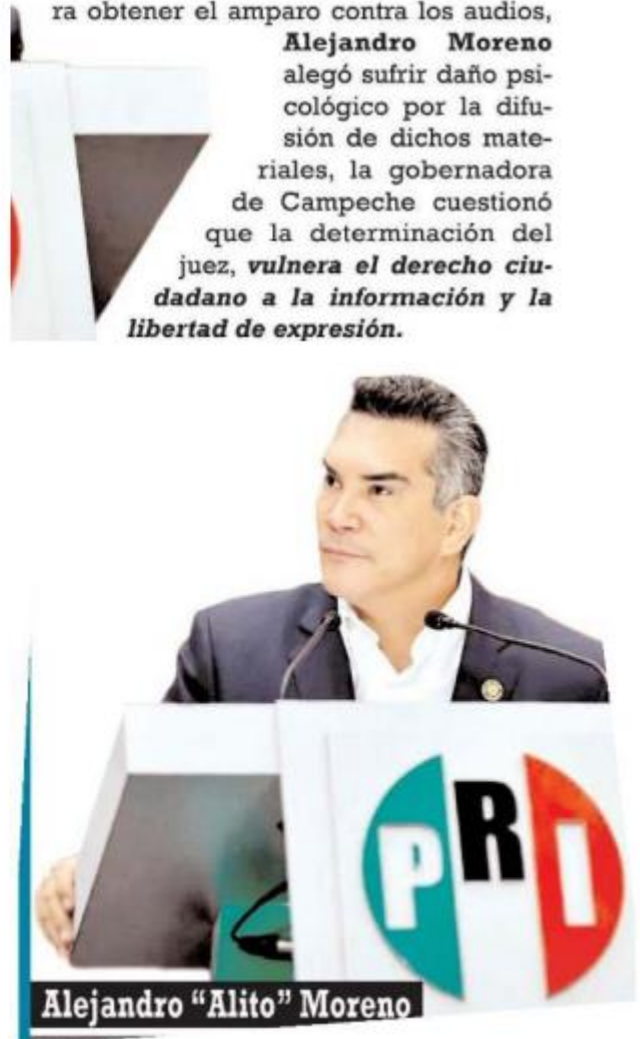 ra obtener el amparo contra los audios,
Alejandro Moreno
alegó sufrir daño psi-
cológico por la difu-
sión de dichos mate-
riales, la gobernadora
de Campeche cuestionó
que la determinación del
juez, vulnera el derecho ciu-
dadano a la información y la
libertad de expresión.
PRI
Alejandro “Alito” Moreno